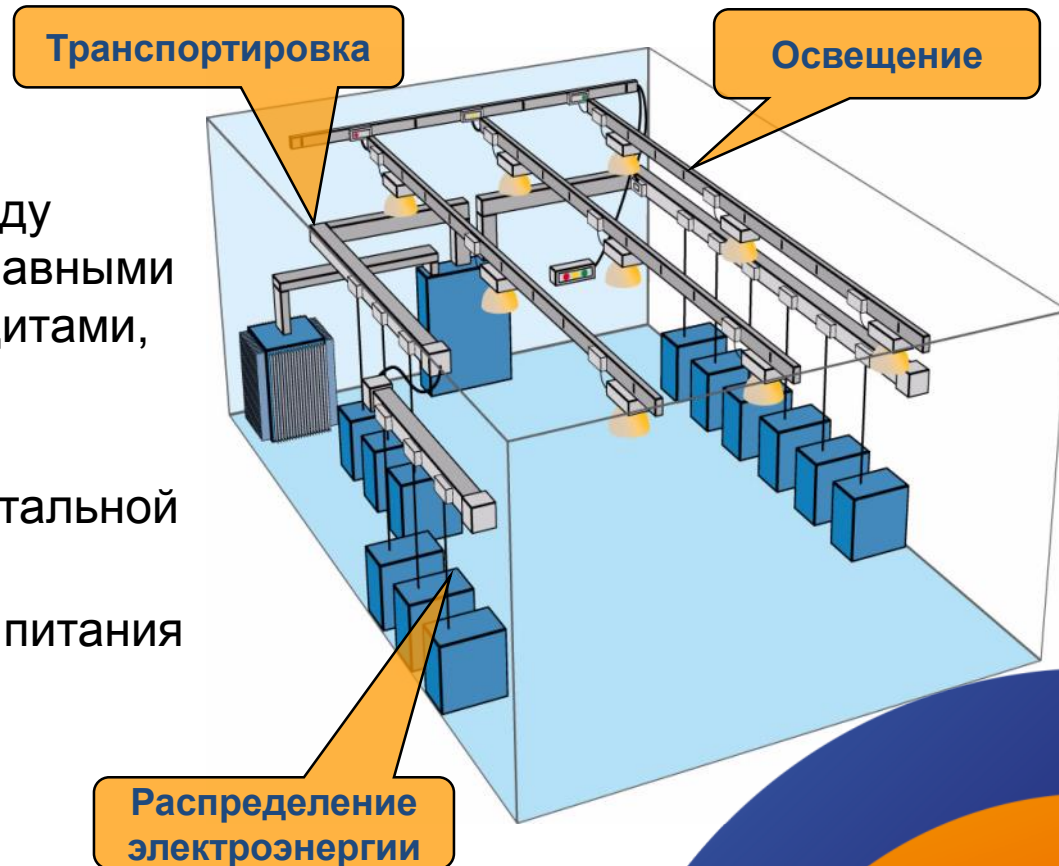 Транспортировка
Освещение
ду
авными
итами,
тальной
питания
Распределение
электроэнергии